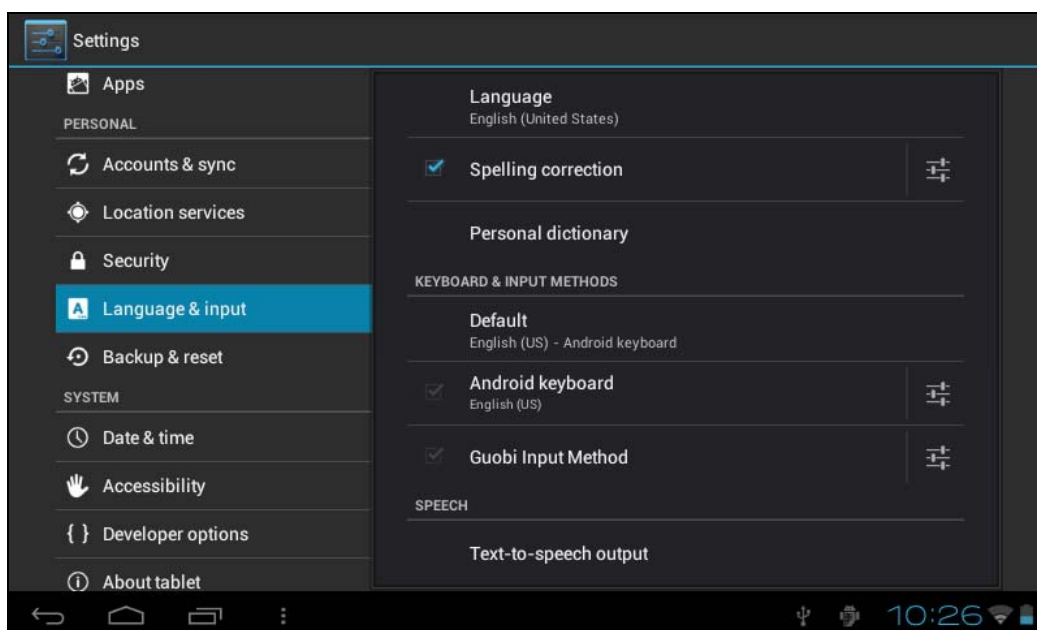 Settings
Apps
PERSONAL
Accounts & sync
Location services
Security
Language & input
Backup & reset
SYSTEM
Date & time
Accessibility
{ } Developer options
About tablet
Language
English (United States)
Spelling correction
Personal dictionary
KEYBOARD & INPUT METHODS
Default
English (US) - Android keyboard
Android keyboard
English (US)
Guobi Input Method
SPEECH
Text-to-speech output
10:26